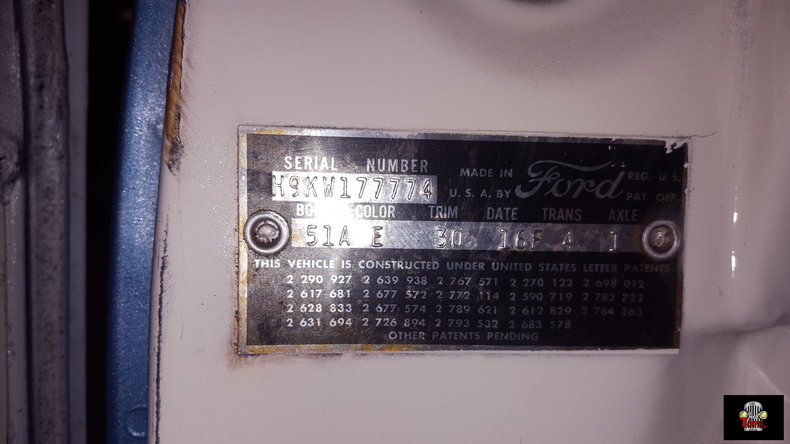 SERIAL NUMBER
MADE IN Ford REG. U.S.
H9KW177774 U.S.A. BY PAT. OFF.
COLOR TRIM DATE TRANS AXLE
51A E 30 16F 4 1
THIS VEHICLE IS CONSTRUCTED UNDER UNITED STATES LETTER PATENTS
2 290 927 2 639 938 2 767 571 2 270 122 2 698 012
2 617 681 2 677 572 2 772 114 2 590 719 2 782 722
2 628 833 2 677 574 2 789 621 2 612 829 2 784 363
2 631 694 2 726 894 2 793 532 2 683 578
OTHER PATENTS PENDING